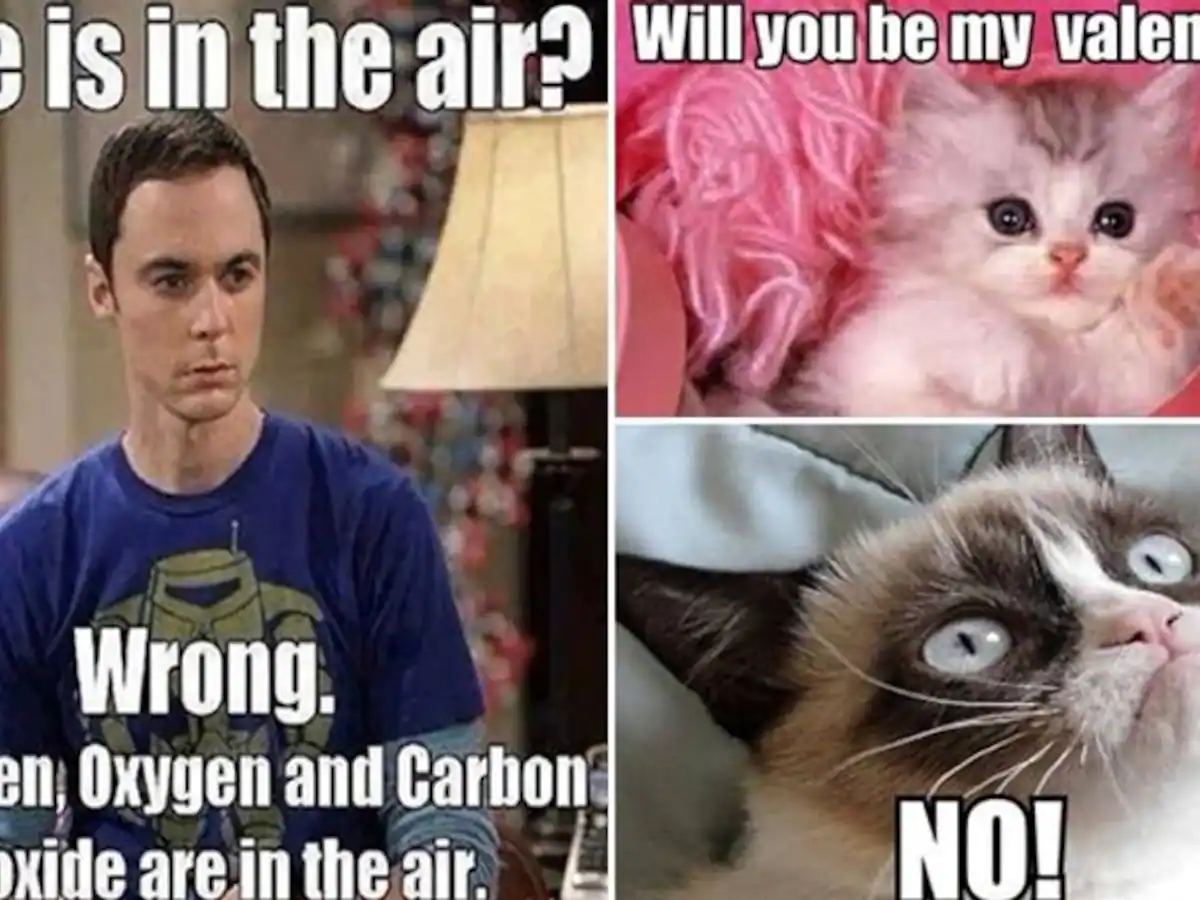 e is in the air?
Wrong.
en, Oxygen and Carbon
oxide are in the air.
Will you be my valen
NO!